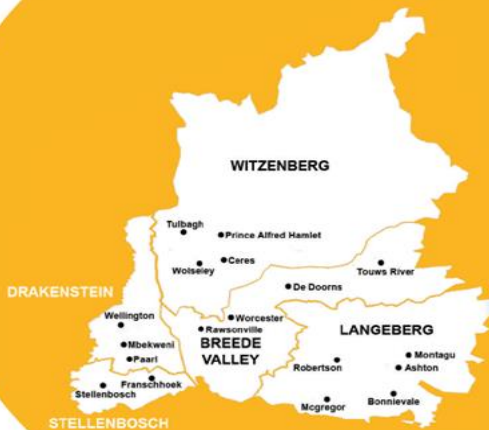 WITZENBERG
Tulbagh
Prince Alfred Hamlet
Ceres
Wolseley
Touws River
De Doorns
DRAKENSTEIN
Wellington
Worcester
Rawsonville
LANGEBERG
BREEDE
VALLEY
Mbekweni
Paarl
Robertson
Montagu
Ashton
Franschhoek
Stellenbosch
Mcgregor
Bonnievale
STELLENBOSCH